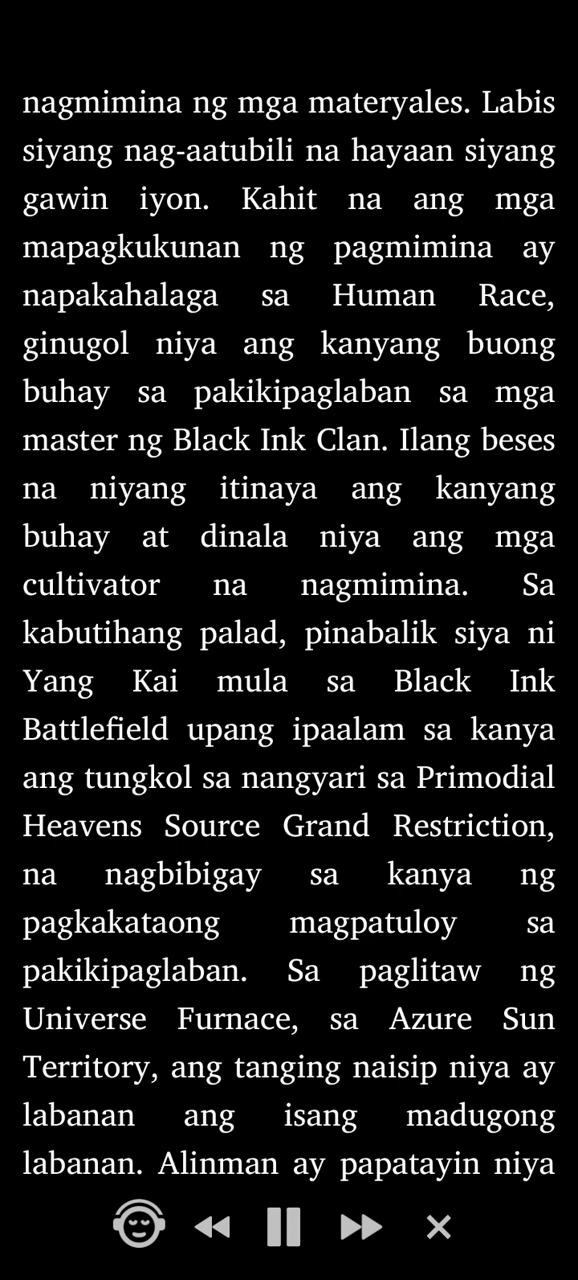 nagmimina ng mga materyales. Labis
siyang nag-aatubili na hayaan siyang
gawin iyon. Kahit na ang mga
mapagkukunan ng pagmimina ay
napakahalaga sa Human Race,
ginugol niya ang kanyang buong
buhay sa pakikipaglaban sa mga
master ng Black Ink Clan. Ilang beses
na niyang itinaya ang kanyang
buhay at dinala niya ang mga
cultivator na nagmimina. Sa
kabutihang palad, pinabalik siya ni
Yang Kai mula sa Black Ink
Battlefield upang ipaalam sa kanya
ang tungkol sa nangyari sa Primodial
Heavens Source Grand Restriction,
na nagbibigay sa kanya ng
pagkakataong magpatuloy sa
pakikipaglaban. Sa paglitaw ng
Universe Furnace, sa Azure Sun
Territory, ang tanging naisip niya ay
labanan ang isang madugong
labanan. Alinman ay papatayin niya